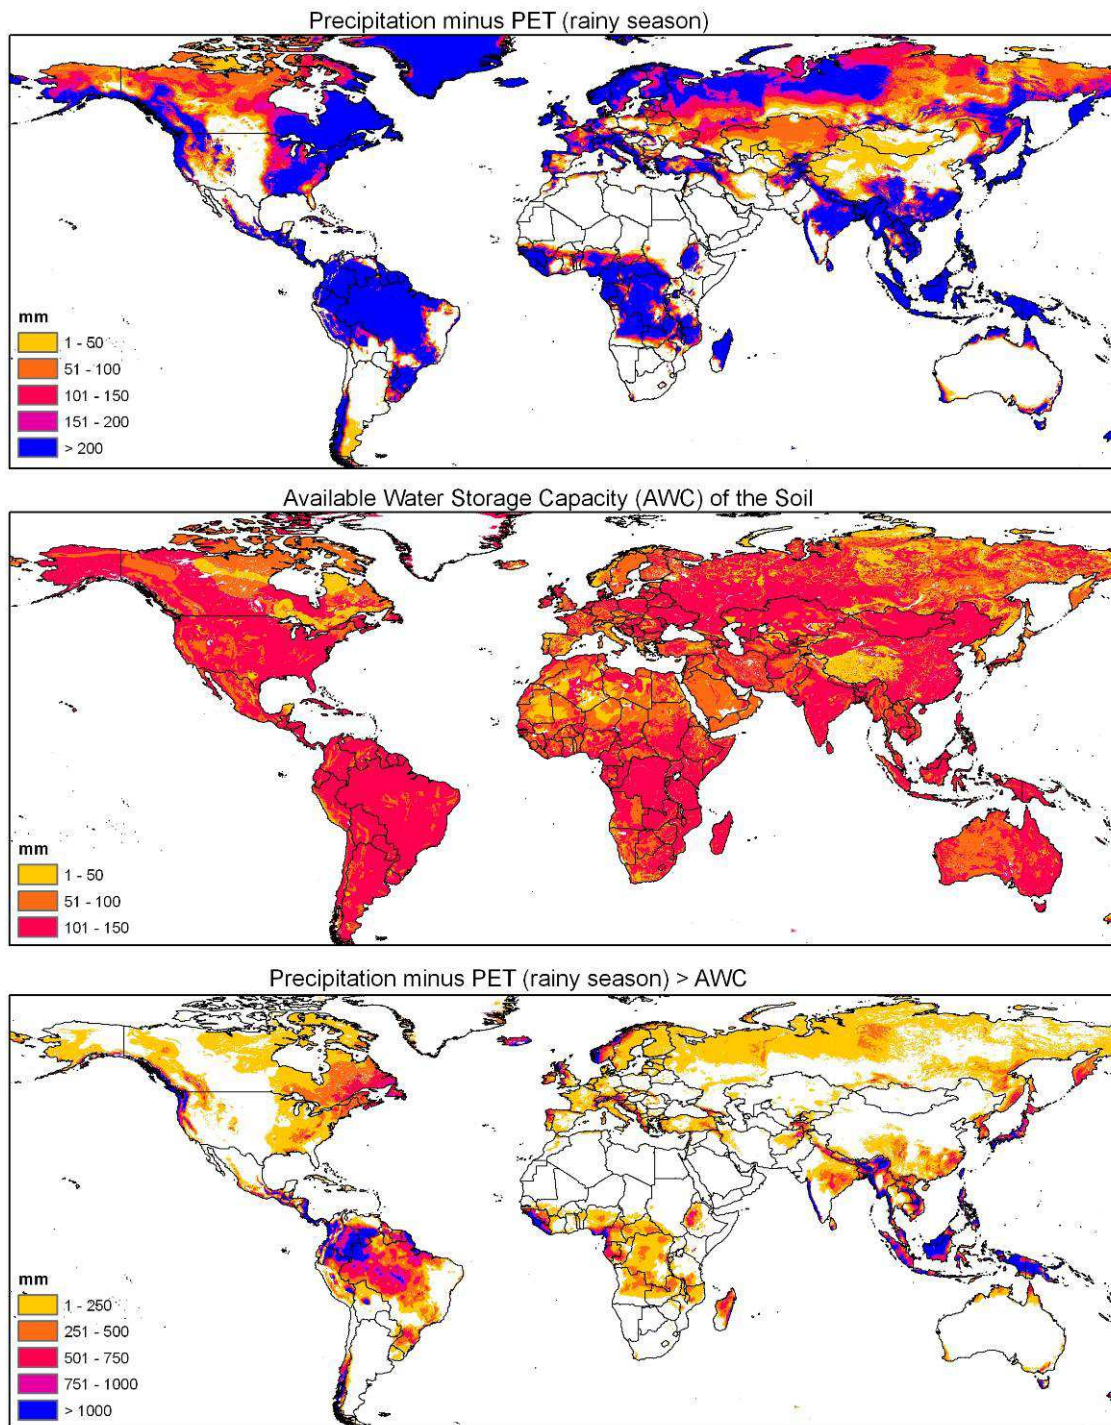 Precipitation minus PET (rainy season)
mm
1 - 50
51 - 100
101 - 150
151 - 200
> 200
Available Water Storage Capacity (AWC) of the Soil
mm
1 - 50
51 - 100
101 - 150
Precipitation minus PET (rainy season) > AWC
mm
1 - 250
251 - 500
501 - 750
751 - 1000
> 1000